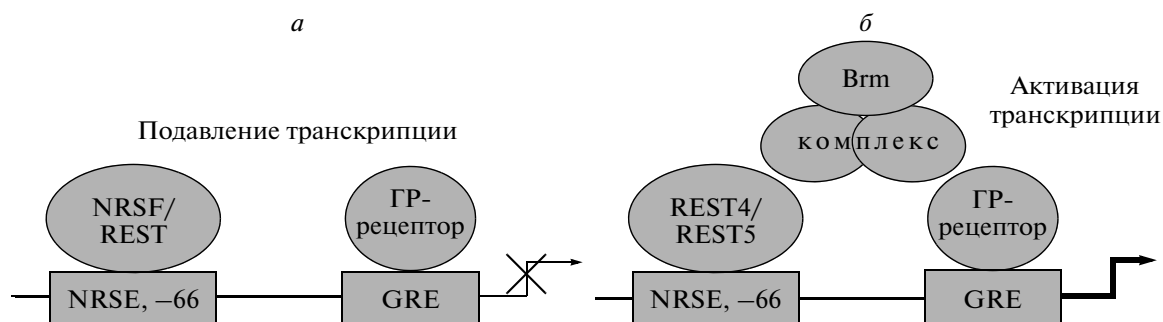 а
Подавление транскрипции
NRSF/
REST
ГР-
рецептор
NRSE, –66
GRE
б
Brm
комплекс
Активация
транскрипции
REST4/
REST5
ГР-
рецептор
NRSE, –66
GRE